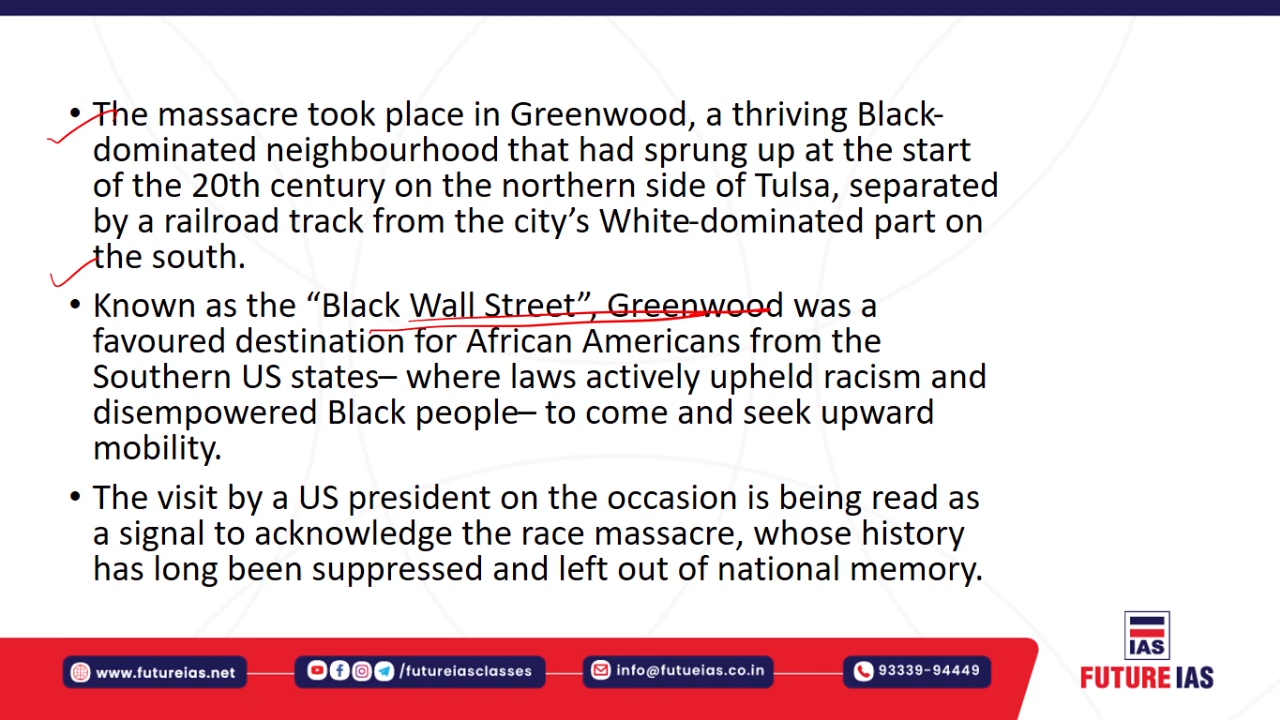 • The massacre took place in Greenwood, a thriving Black-
dominated neighbourhood that had sprung up at the start
of the 20th century on the northern side of Tulsa, separated
by a railroad track from the city’s White-dominated part on
the south.
• Known as the “Black Wall Street”, Greenwood was a
favoured destination for African Americans from the
Southern US states– where laws actively upheld racism and
disempowered Black people– to come and seek upward
mobility.
• The visit by a US president on the occasion is being read as
a signal to acknowledge the race massacre, whose history
has long been suppressed and left out of national memory.
IAS
FUTURE IAS
www.futureias.net
/futureiasclasses
info@futueias.co.in
93339-94449